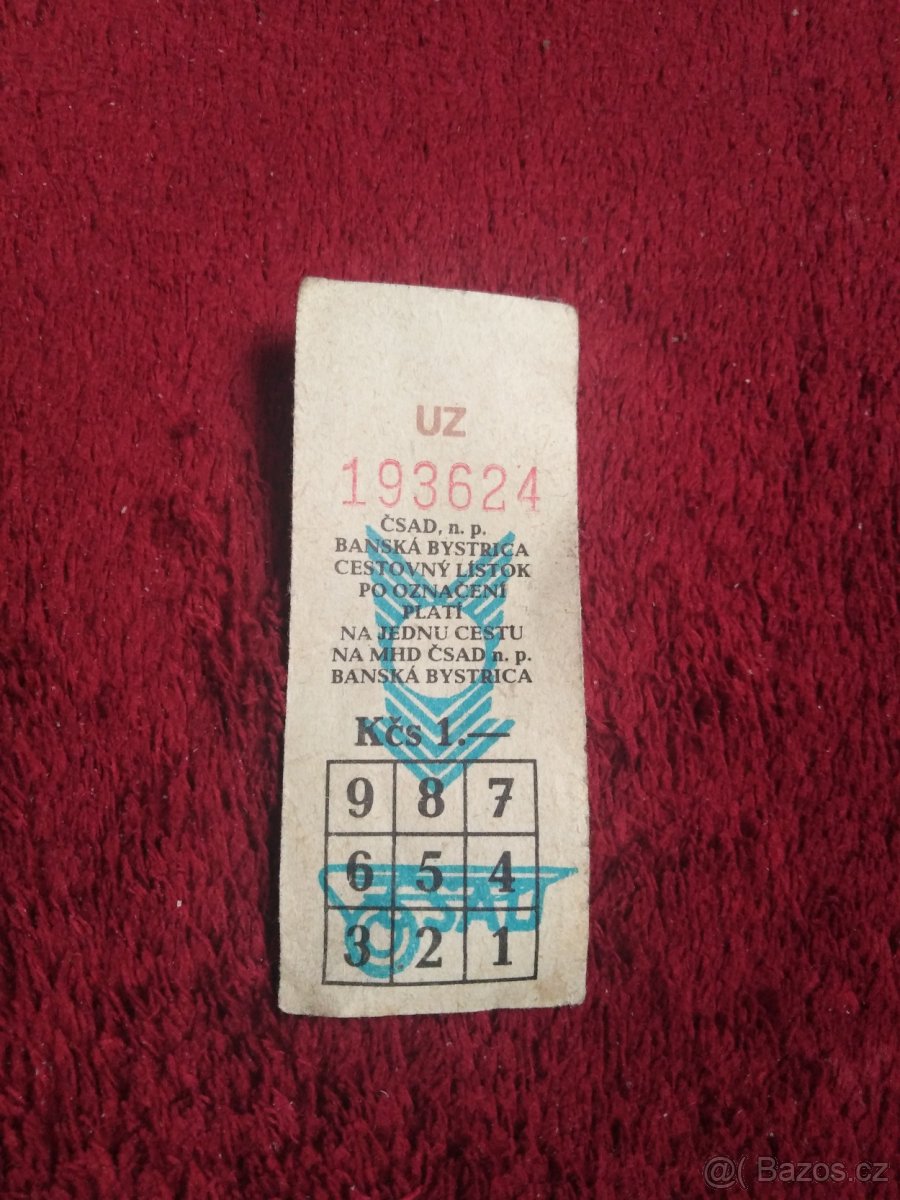 UZ
193624
ČSAD, n. p.
BANSKÁ BYSTRICA
CESTOVNÝ LÍSTOK
PO OZNAČENÍ
PLATÍ
NA JEDNU CESTU
NA MHD ČSAD n. p.
BANSKÁ BYSTRICA
Kčs 1.—
9 8 7
6 5 4
ČSAD
3 2 1
@( Bazos.cz